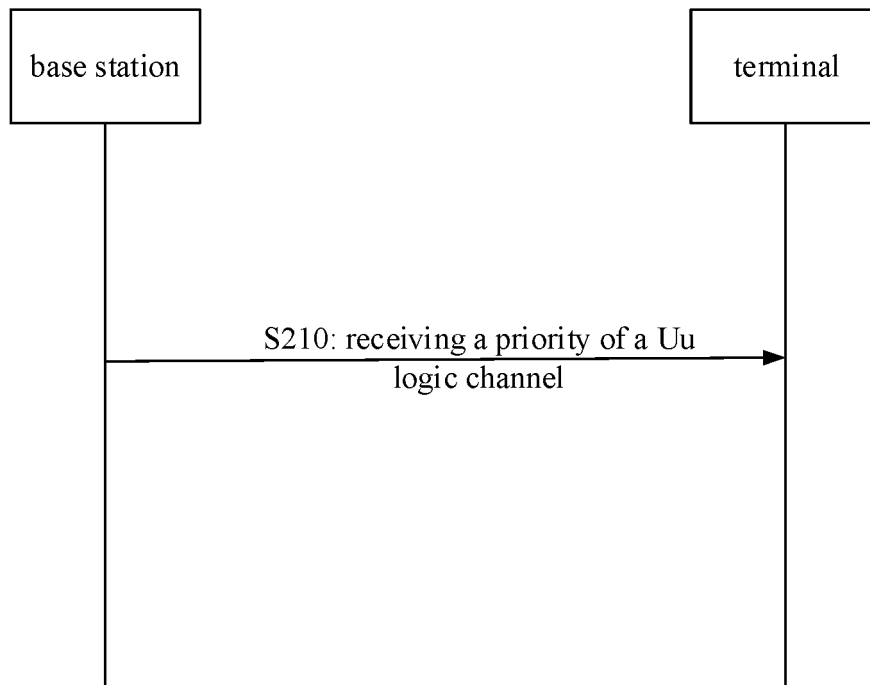 base station
terminal
S210: receiving a priority of a Uu
logic channel